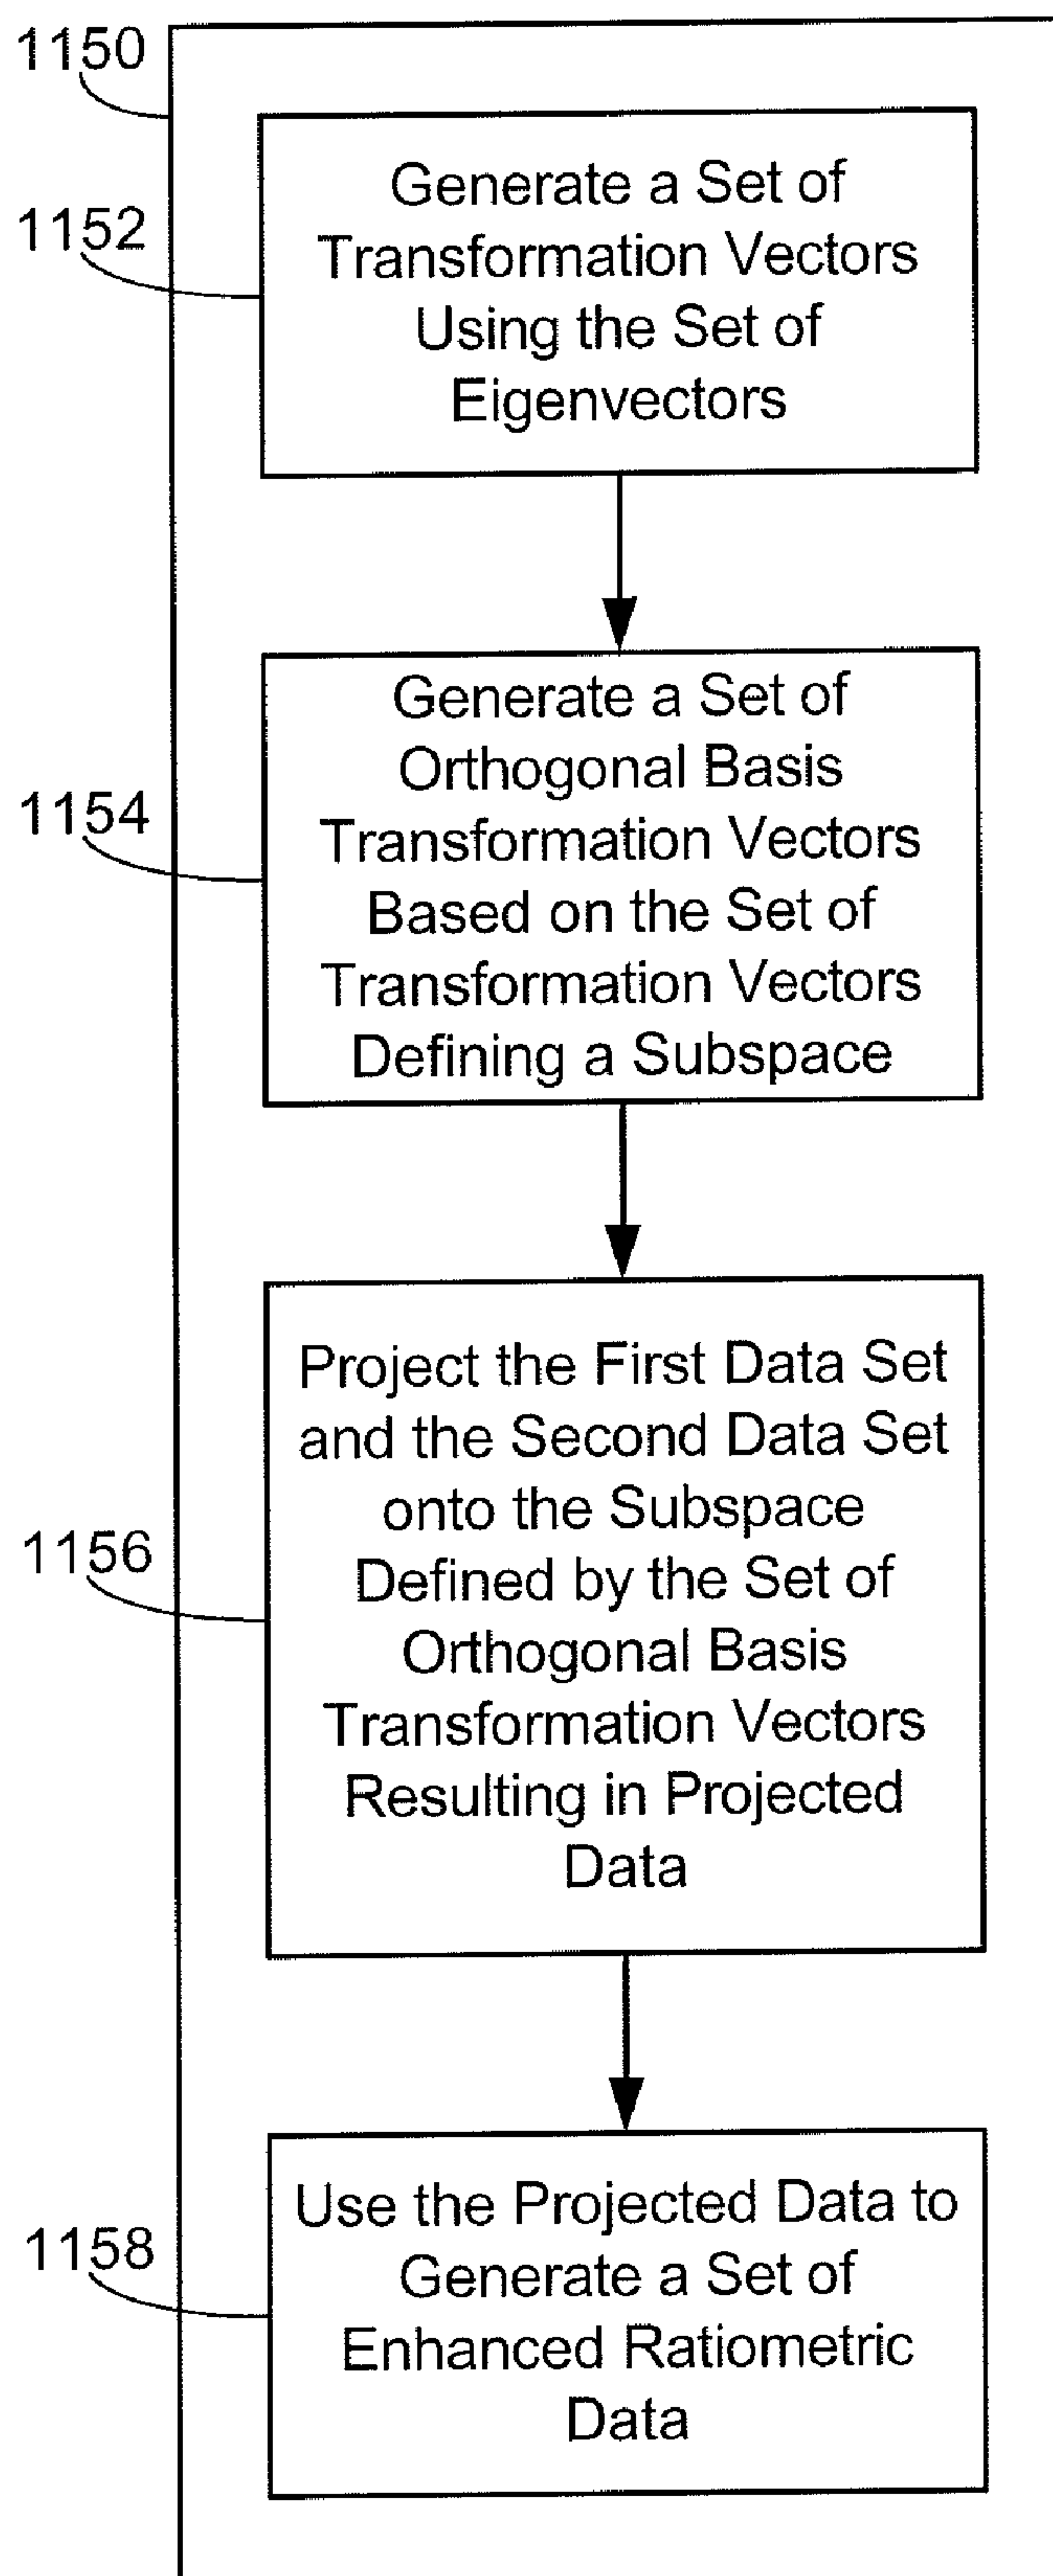 1150
Generate a Set of
Transformation Vectors
Using the Set of
Eigenvectors
1152
Generate a Set of
Orthogonal Basis
Transformation Vectors
Based on the Set of
Transformation Vectors
Defining a Subspace
1154
Project the First Data Set
and the Second Data Set
onto the Subspace
Defined by the Set of
Orthogonal Basis
Transformation Vectors
Resulting in Projected
Data
1156
Use the Projected Data to
Generate a Set of
Enhanced Ratiometric
Data
1158